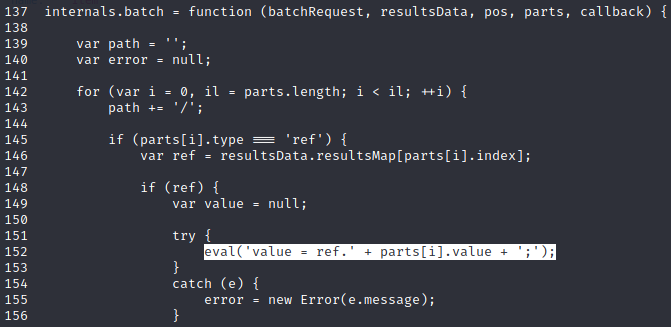 137 internals.batch = function (batchRequest, resultsData, pos, parts, callback) {
138
139     var path = '';
140     var error = null;
141
142     for (var i = 0, il = parts.length; i < il; ++i) {
143         path += '/';
144
145         if (parts[i].type === 'ref') {
146             var ref = resultsData.resultsMap[parts[i].index];
147
148             if (ref) {
149                 var value = null;
150
151                 try {
152                     eval('value = ref.' + parts[i].value + ';');
153                 }
154                 catch (e) {
155                     error = new Error(e.message);
156                 }